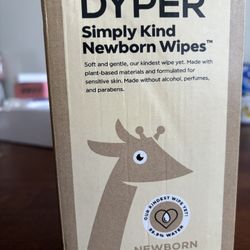 DYPER
Simply Kind
Newborn Wipes™
Soft and gentle, our kindest wipe yet. Made with
plant-based materials and formulated for
sensitive skin. Made without alcohol, perfumes,
and parabens.
OUR KINDEST WIPE YET!
99.9% WATER
NEWBORN